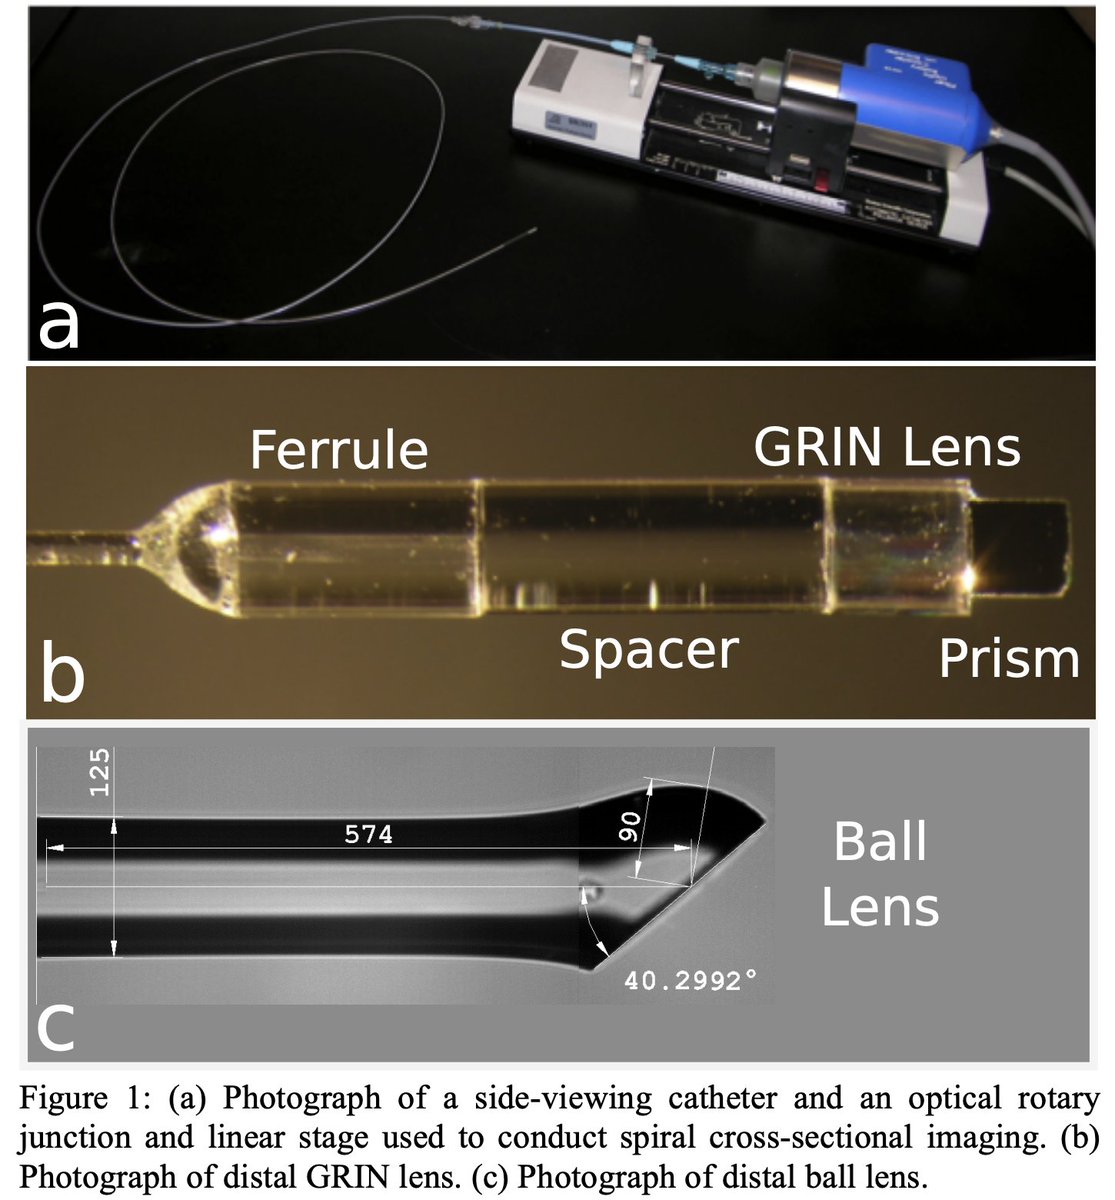 a
Ferrule
GRIN Lens
Spacer
Prism
b
125
574
90
Ball
Lens
40.2992°
c
Figure 1: (a) Photograph of a side-viewing catheter and an optical rotary
junction and linear stage used to conduct spiral cross-sectional imaging. (b)
Photograph of distal GRIN lens. (c) Photograph of distal ball lens.